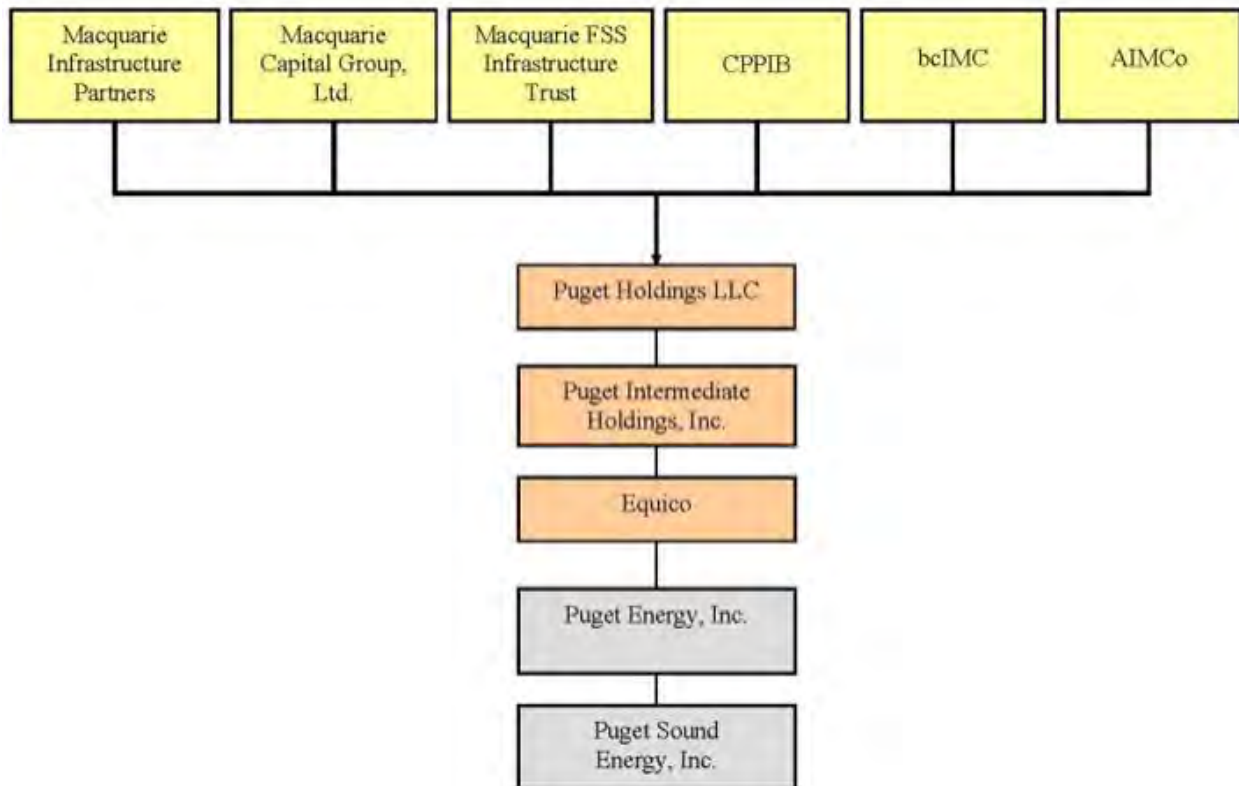 Macquarie
Infrastructure
Partners
Macquarie
Capital Group,
Ltd.
Macquarie FSS
Infrastructure
Trust
CPPIB
bcIMC
AIMCo
Puget Holdings LLC
Puget Intermediate
Holdings, Inc.
Equico
Puget Energy, Inc.
Puget Sound
Energy, Inc.